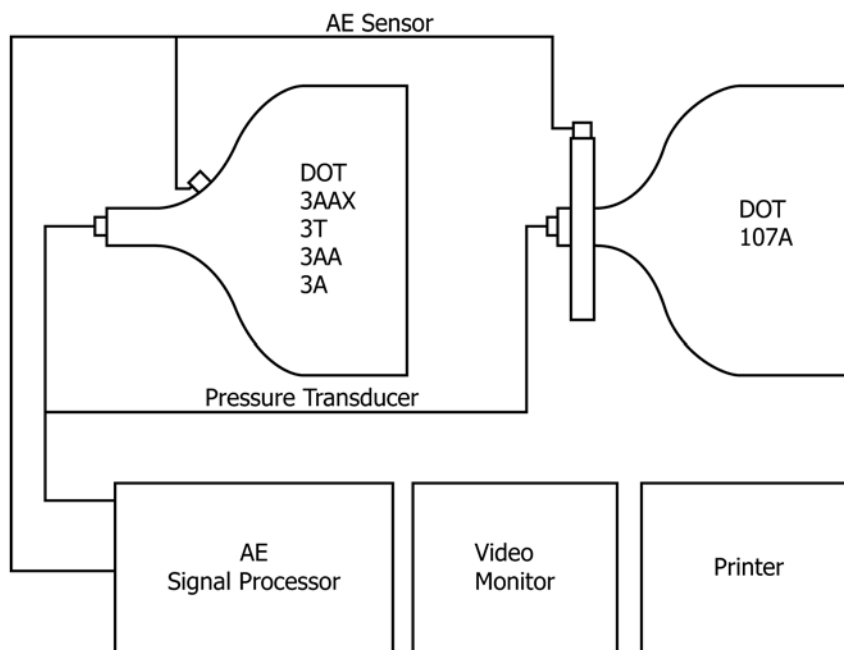 AE Sensor
DOT
3AAX
3T
3AA
3A
DOT
107A
Pressure Transducer
AE
Signal Processor
Video
Monitor
Printer